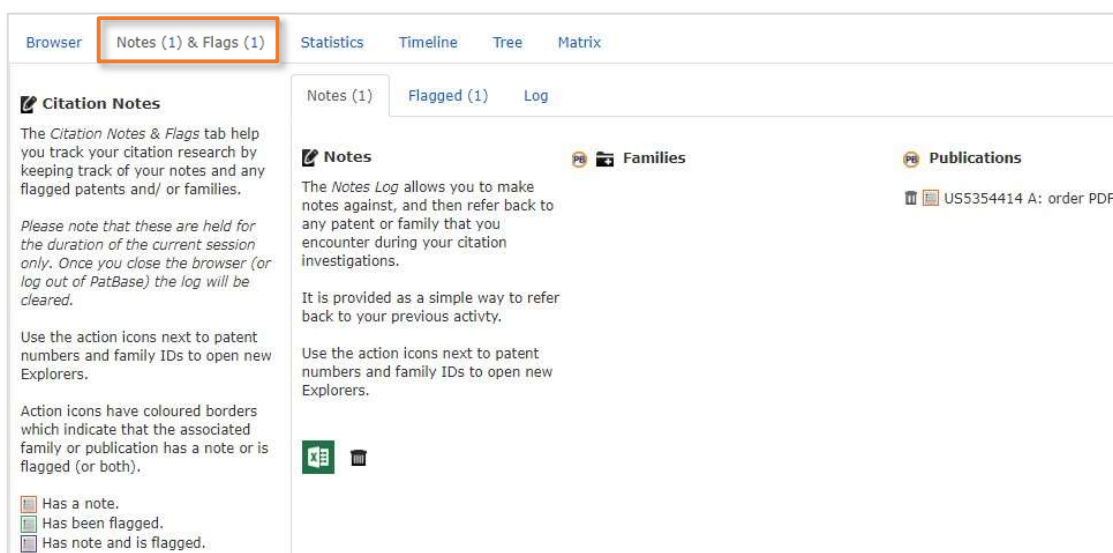 Browser Notes (1) & Flags (1) Statistics Timeline Tree Matrix
Citation Notes
The Citation Notes & Flags tab help
you track your citation research by
keeping track of your notes and any
flagged patents and/ or families.
Please note that these are held for
the duration of the current session
only. Once you close the browser (or
log out of PatBase) the log will be
cleared.
Use the action icons next to patent
numbers and family IDs to open new
Explorers.
Action icons have coloured borders
which indicate that the associated
family or publication has a note or is
flagged (or both).
Has a note.
Has been flagged.
Has note and is flagged.
Notes (1) Flagged (1) Log
Notes
The Notes Log allows you to make
notes against, and then refer back to
any patent or family that you
encounter during your citation
investigations.
It is provided as a simple way to refer
back to your previous activty.
Use the action icons next to patent
numbers and family IDs to open new
Explorers.
PB Families
PB Publications
US5354414 A: order PDF